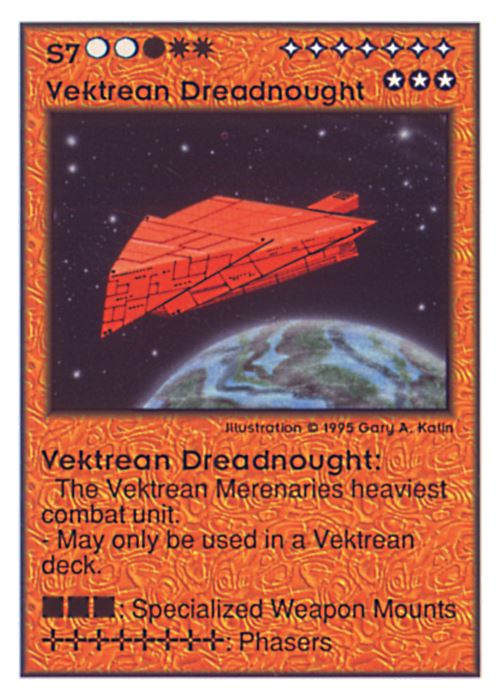 S7
Vektrean Dreadnought
Illustration © 1995 Gary A. Kalin
Vektrean Dreadnought:
The Vektrean Merenaries heaviest
combat unit.
- May only be used in a Vektrean
deck.
: Specialized Weapon Mounts
: Phasers